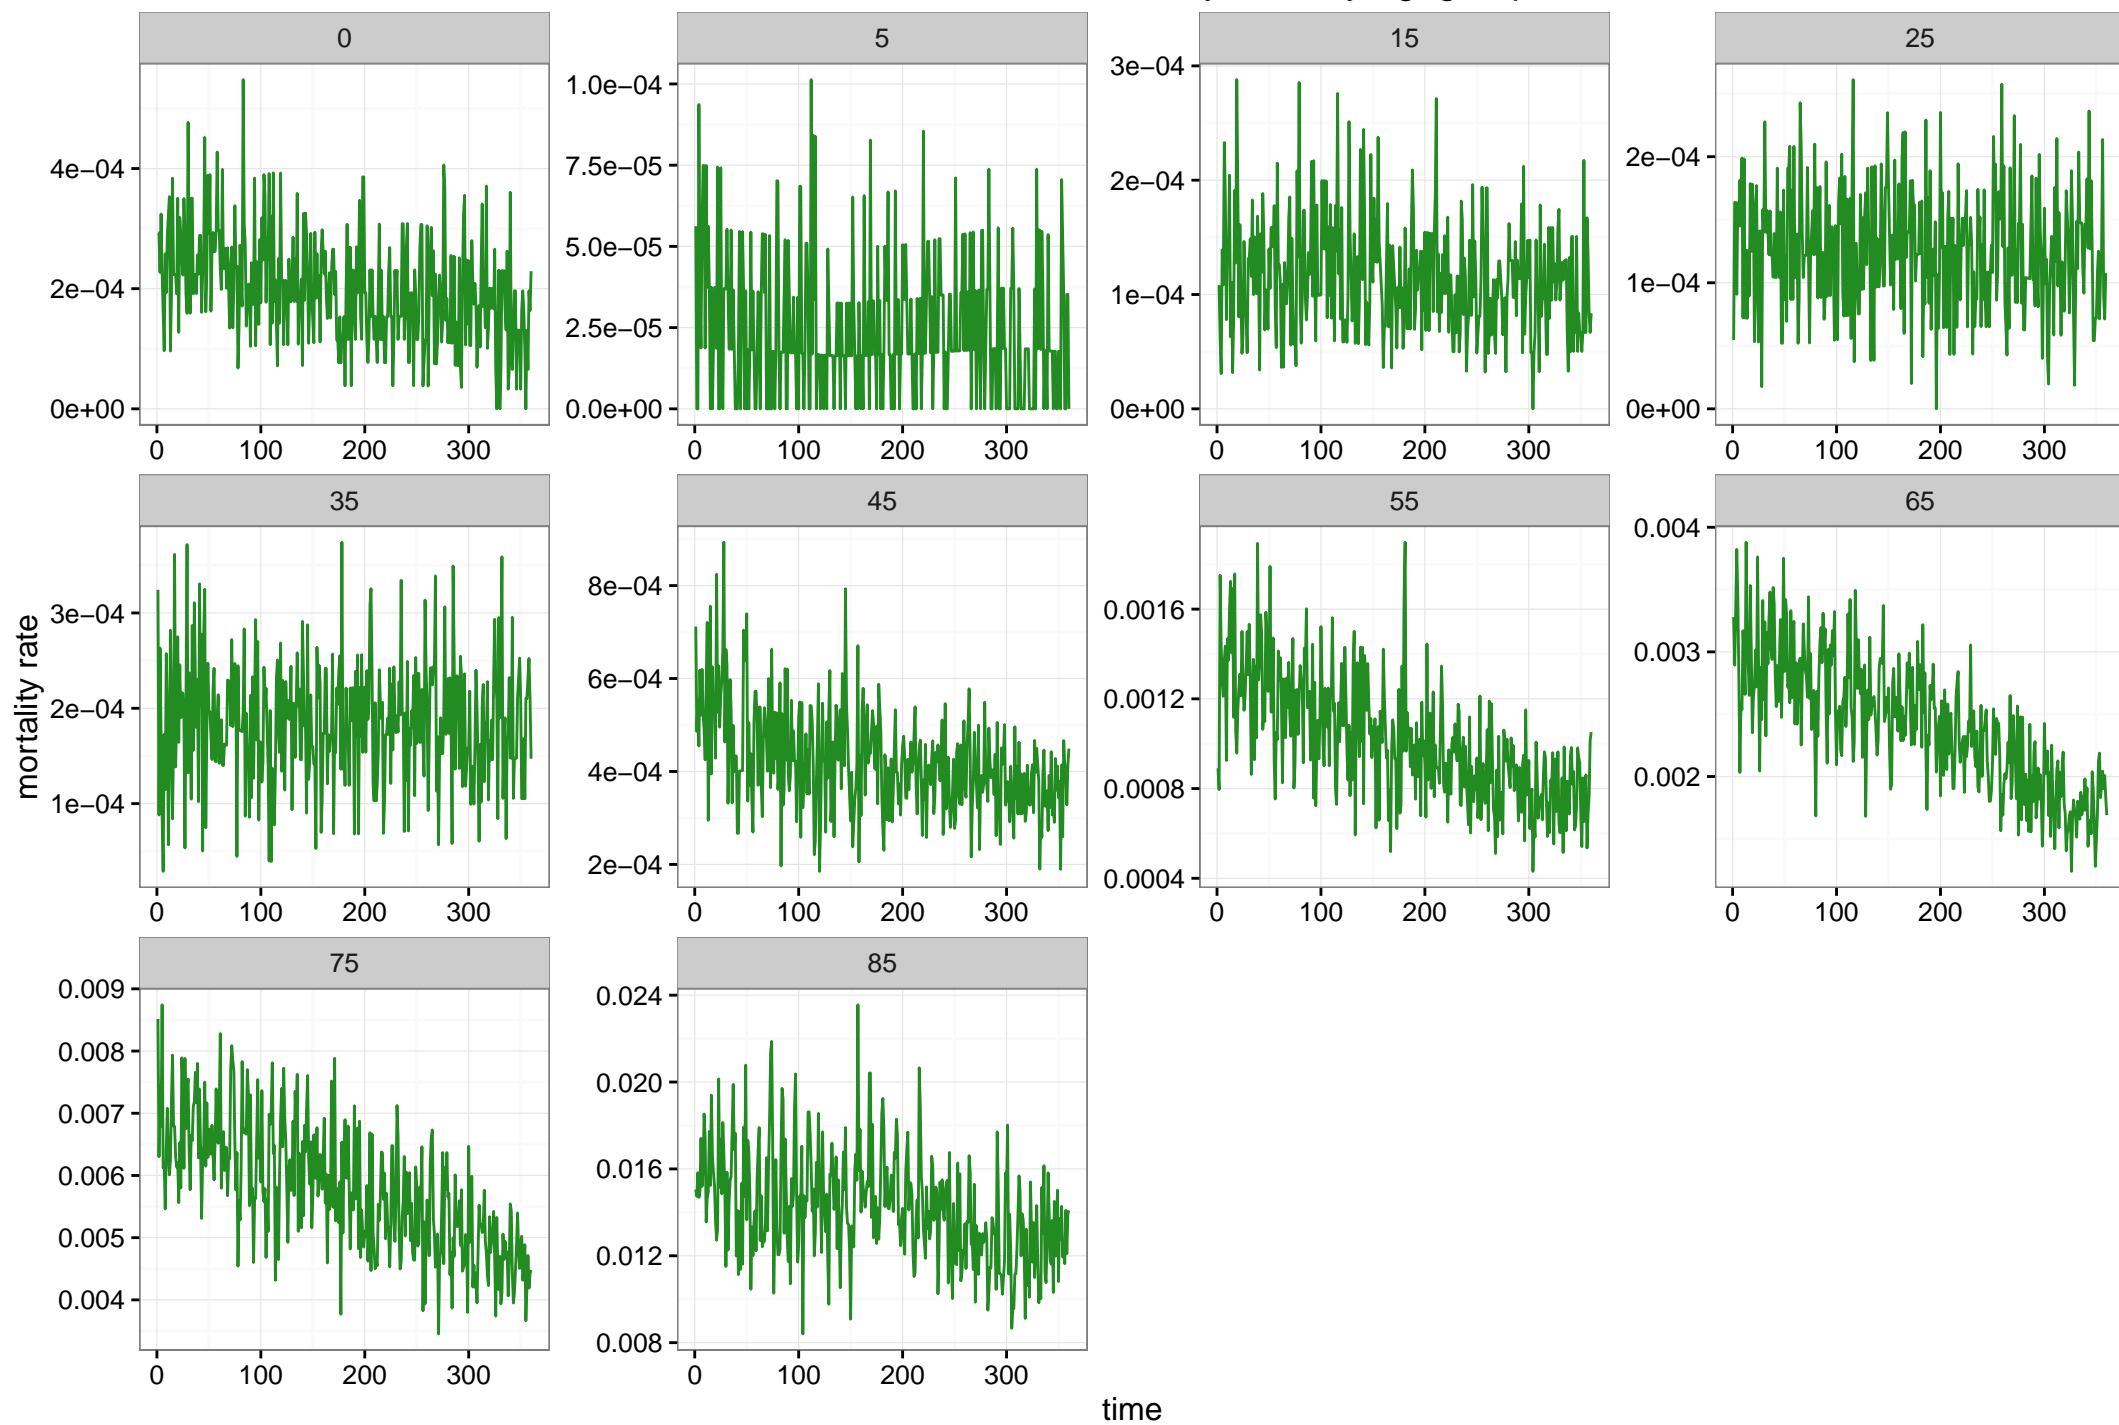 0 5 15 25
4e−04
2e−04
0e+00
0 100 200 300
1.0e−04
7.5e−05
5.0e−05
2.5e−05
0.0e+00
0 100 200 300
3e−04
2e−04
1e−04
0e+00
0 100 200 300
2e−04
1e−04
0e+00
0 100 200 300
35 45 55 65
3e−04
2e−04
1e−04
0 100 200 300
8e−04
6e−04
4e−04
2e−04
0 100 200 300
0.0016
0.0012
0.0008
0.0004
0 100 200 300
0.004
0.003
0.002
0 100 200 300
75 85
0.009
0.008
0.007
0.006
0.005
0.004
0 100 200 300
0.024
0.020
0.016
0.012
0.008
0 100 200 300
mortality rate
time